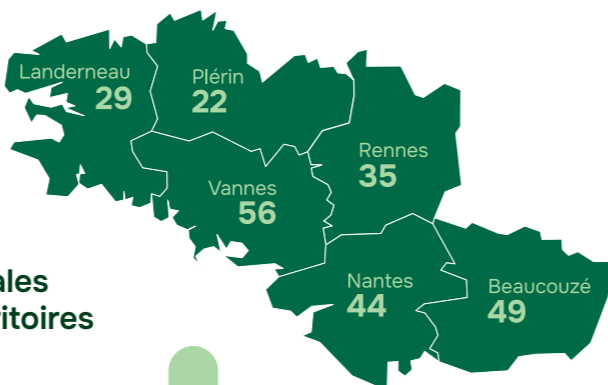 Landerneau
29
Plérin
22
Rennes
35
Vannes
56
Nantes
44
Beaucouzé
49
ales
itoires